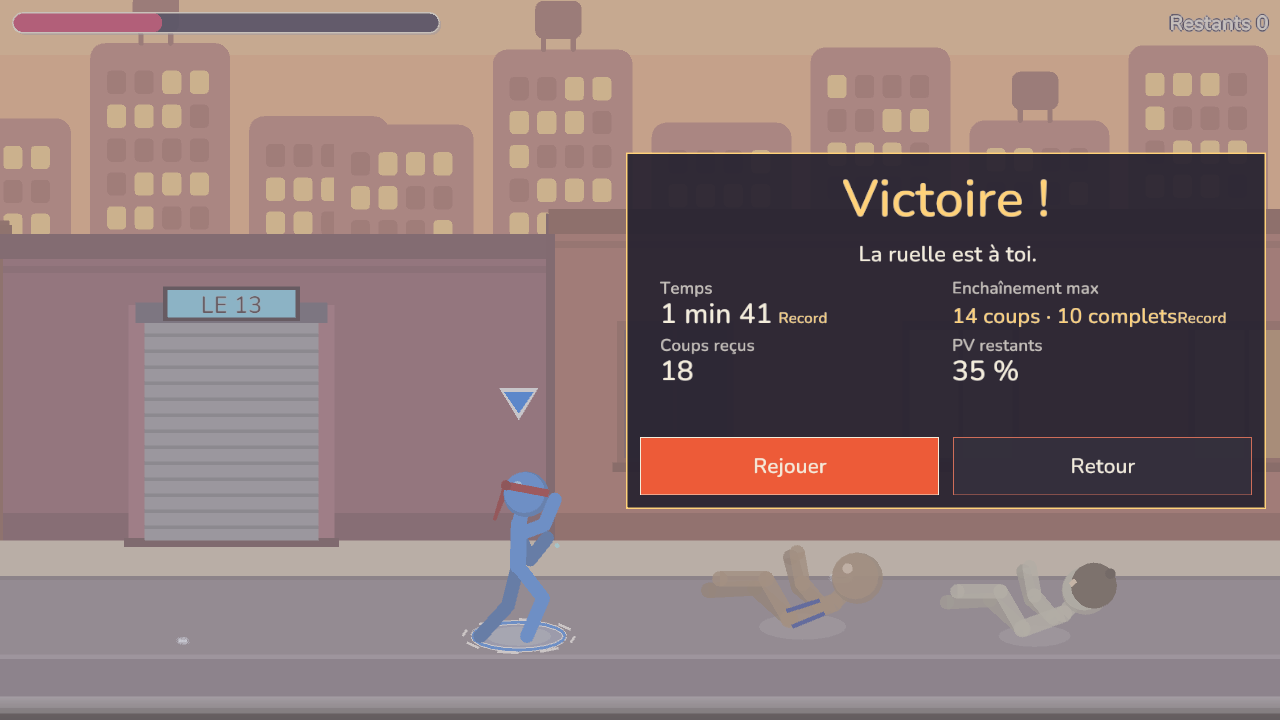 Restants 0
LE 13
Victoire !
La ruelle est à toi.
Temps
1 min 41 Record
Enchaînement max
14 coups · 10 completsRecord
Coups reçus
18
PV restants
35 %
Rejouer
Retour